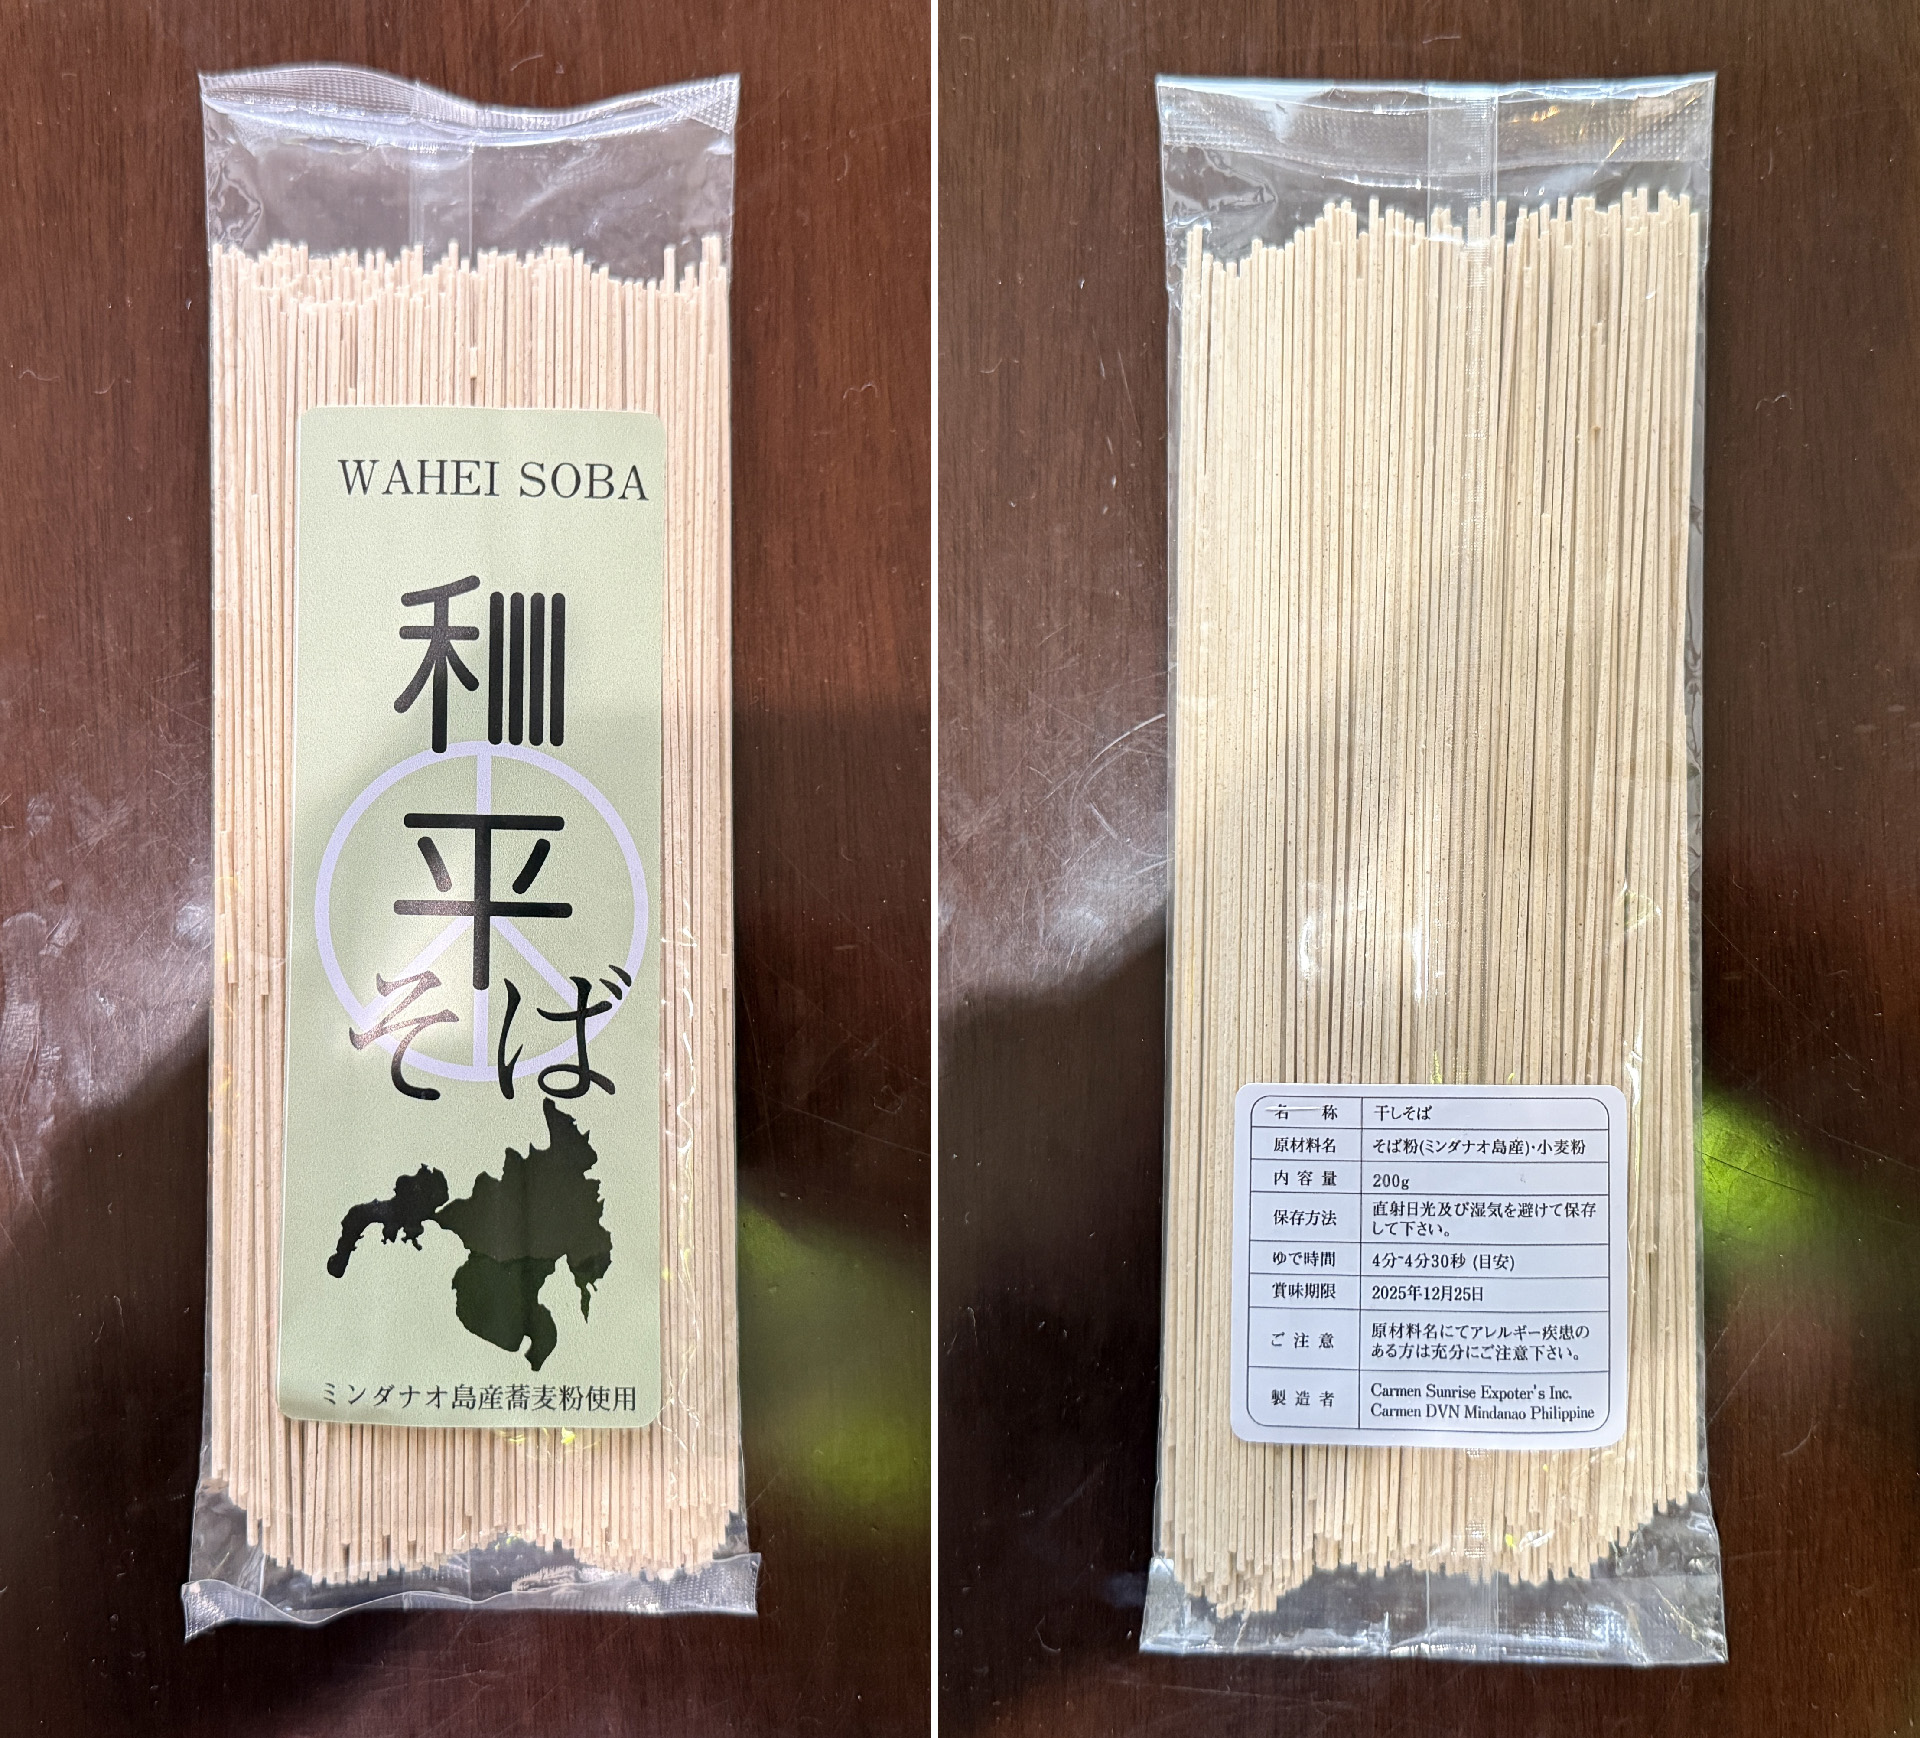 WAHEI SOBA
和
平
そば
ミンダナオ島産蕎麦粉使用
名 称 干しそば
原材料名 そば粉(ミンダナオ島産)・小麦粉
内 容 量 200g
保存方法 直射日光及び湿気を避けて保存
して下さい。
ゆで時間 4分~4分30秒 (目安)
賞味期限 2025年12月25日
ご 注 意 原材料名にてアレルギー疾患の
ある方は充分にご注意下さい。
製 造 者 Carmen Sunrise Expoter's Inc.
Carmen DVN Mindanao Philippine